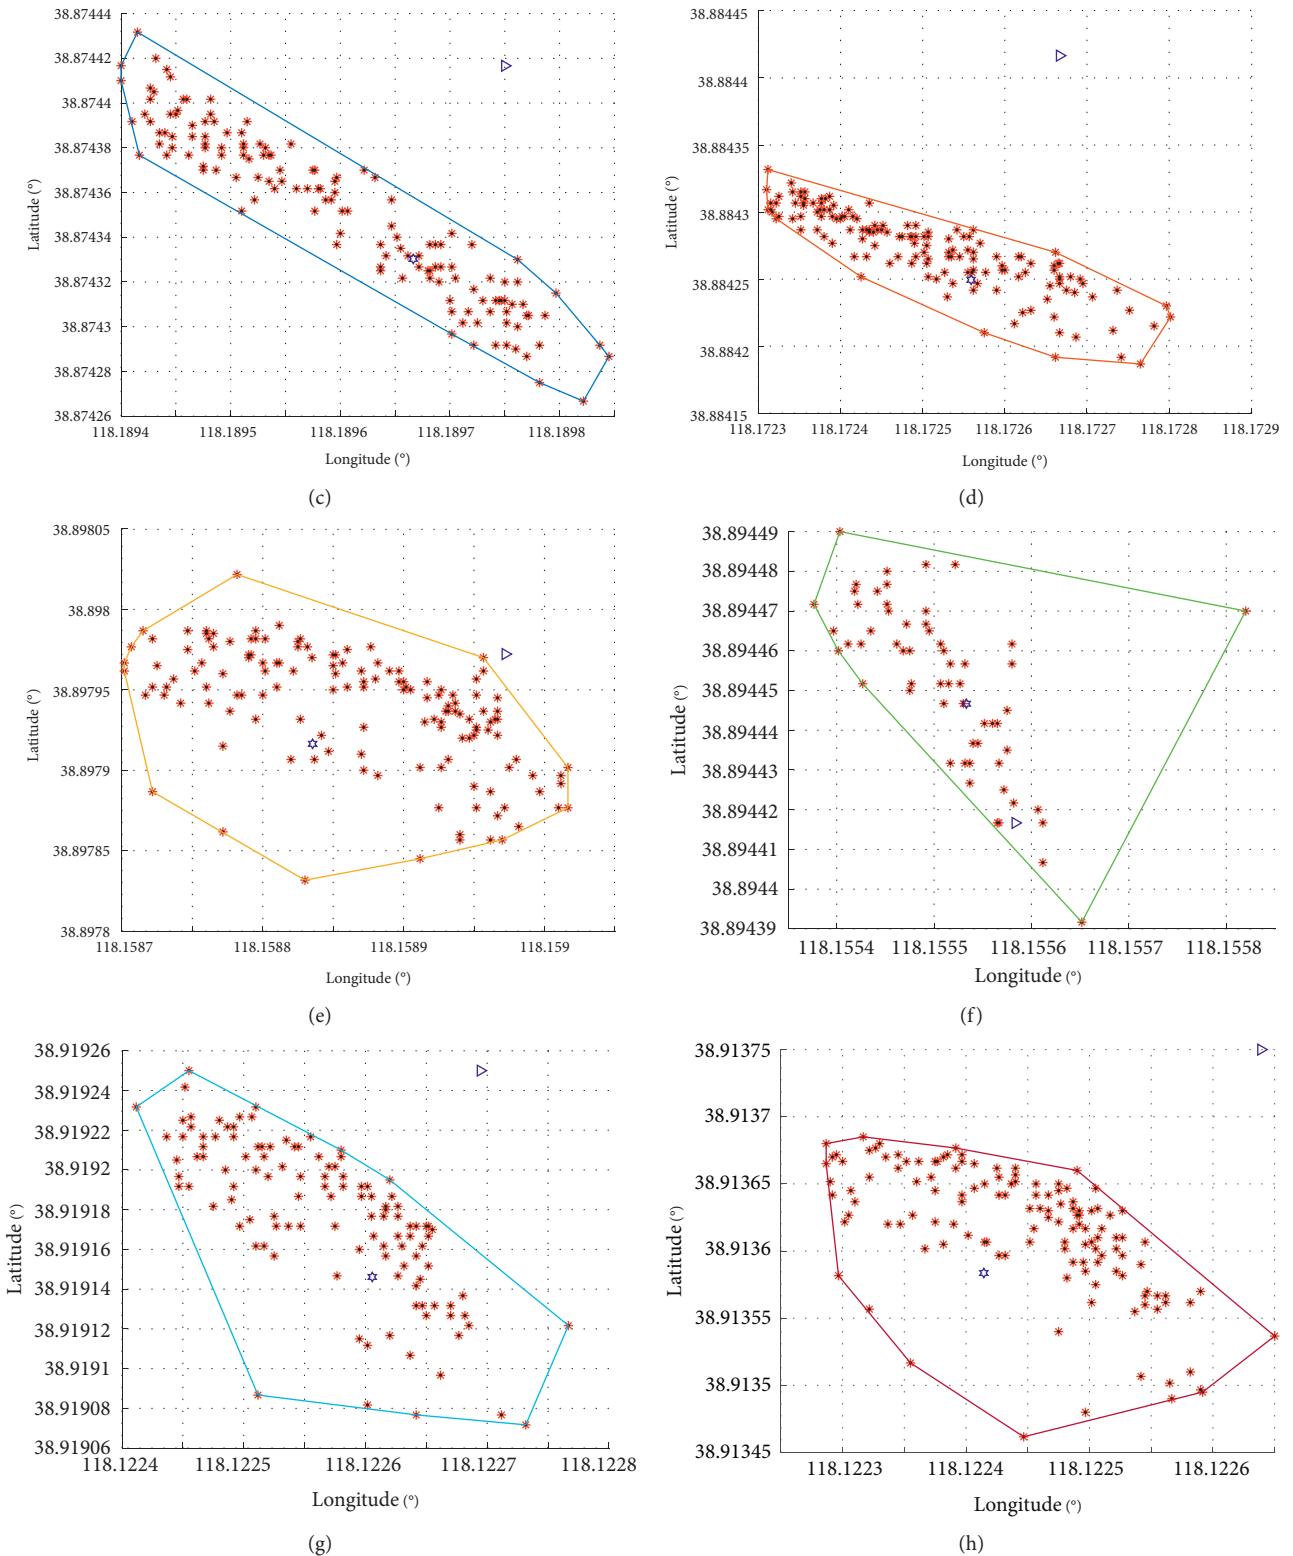 38.87444
38.87442
38.8744
38.87438
38.87436
38.87434
38.87432
38.8743
38.87428
38.87426
Latitude (°)
118.1894 118.1895 118.1896 118.1897 118.1898
Longitude (°)
(c)
38.88445
38.8844
38.88435
38.8843
38.88425
38.8842
38.88415
Latitude (°)
118.1723 118.1724 118.1725 118.1726 118.1727 118.1728 118.1729
Longitude (°)
(d)
38.89805
38.898
38.89795
38.8979
38.89785
38.8978
Latitude (°)
118.1587 118.1588 118.1589 118.159
Longitude (°)
(e)
38.89449
38.89448
38.89447
38.89446
38.89445
38.89444
38.89443
38.89442
38.89441
38.8944
38.89439
Latitude (°)
118.1554 118.1555 118.1556 118.1557 118.1558
Longitude (°)
(f)
38.91926
38.91924
38.91922
38.9192
38.91918
38.91916
38.91914
38.91912
38.9191
38.91908
38.91906
Latitude (°)
118.1224 118.1225 118.1226 118.1227 118.1228
Longitude (°)
(g)
38.91375
38.9137
38.91365
38.9136
38.91355
38.9135
38.91345
Latitude (°)
118.1223 118.1224 118.1225 118.1226
Longitude (°)
(h)